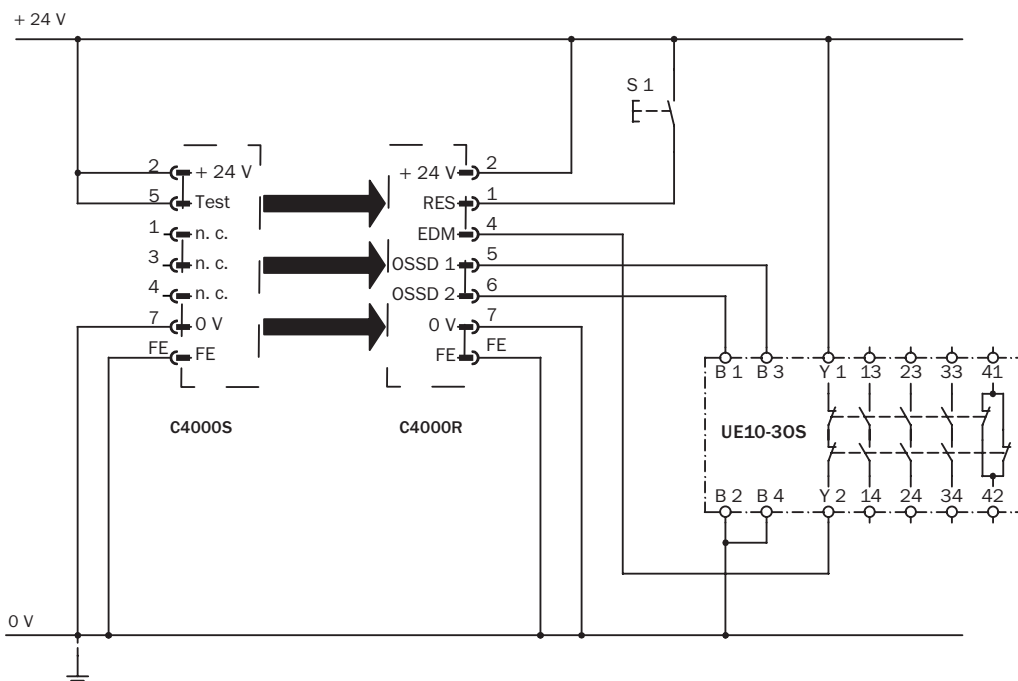 + 24 V
S 1
2 + 24 V
5 Test
1 n. c.
3 n. c.
4 n. c.
7 0 V
FE FE
C4000S
+ 24 V 2
RES 1
EDM 4
OSSD 1 5
OSSD 2 6
0 V 7
FE FE
C4000R
B 1 B 3 Y 1 13 23 33 41
UE10-3OS
B 2 B 4 Y 2 14 24 34 42
0 V